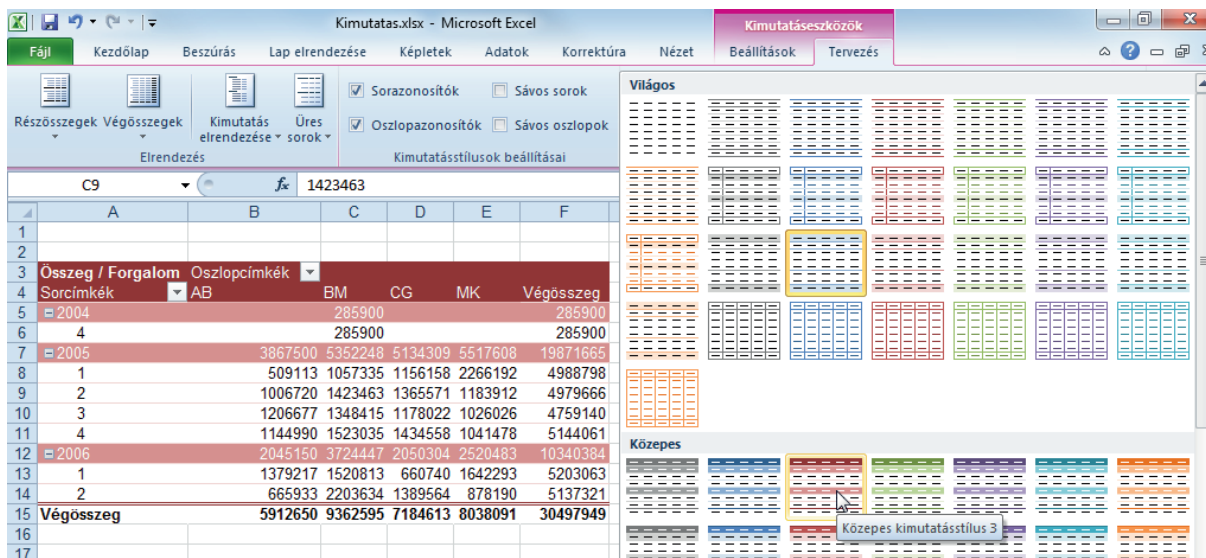 Kimutatas.xlsx - Microsoft Excel
Kimutatáseszközök
Fájl Kezdőlap Beszúrás Lap elrendezése Képletek Adatok Korrektúra Nézet Beállítások Tervezés
Részösszegek Végösszegek Kimutatás elrendezése Üres sorok
Sorazonosítók Sávos sorok
Oszlopazonosítók Sávos oszlopok
Elrendezés Kimutatásstílusok beállításai
Világos
C9 fx 1423463
A B C D E F
1
2
3 Összeg / Forgalom Oszlopcímkék
4 Sorcímkék AB BM CG MK Végösszeg
5 2004 285900 285900
6 4 285900 285900
7 2005 3867500 5352248 5134309 5517608 19871665
8 1 509113 1057335 1156158 2266192 4988798
9 2 1006720 1423463 1365571 1183912 4979666
10 3 1206677 1348415 1178022 1026026 4759140
11 4 1144990 1523035 1434558 1041478 5144061
12 2006 2045150 3724447 2050304 2520483 10340384
13 1 1379217 1520813 660740 1642293 5203063
14 2 665933 2203634 1389564 878190 5137321
15 Végösszeg 5912650 9362595 7184613 8038091 30497949
16
17
Közepes
Közepes kimutatásstílus 3